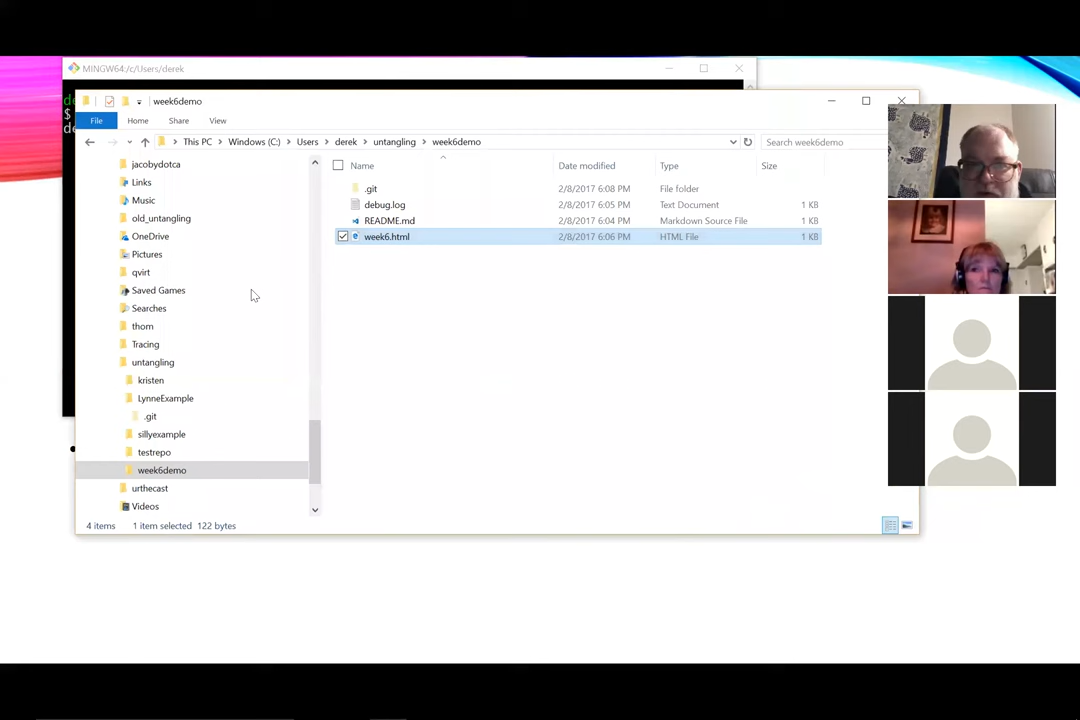 MINGW64:/c/Users/derek
week6demo
File Home Share View
This PC Windows (C:) Users derek untangling week6demo Search week6demo
Name Date modified Type Size
jacobydotca
Links
Music
old_untangling
OneDrive
Pictures
qvirt
Saved Games
Searches
thom
Tracing
untangling
kristen
LynneExample
.git
sillyexample
testrepo
week6demo
urthecast
Videos
.git 2/8/2017 6:08 PM File folder
debug.log 2/8/2017 6:05 PM Text Document 1 KB
README.md 2/8/2017 6:04 PM Markdown Source File 1 KB
week6.html 2/8/2017 6:06 PM HTML File 1 KB
$
4 items 1 item selected 122 bytes